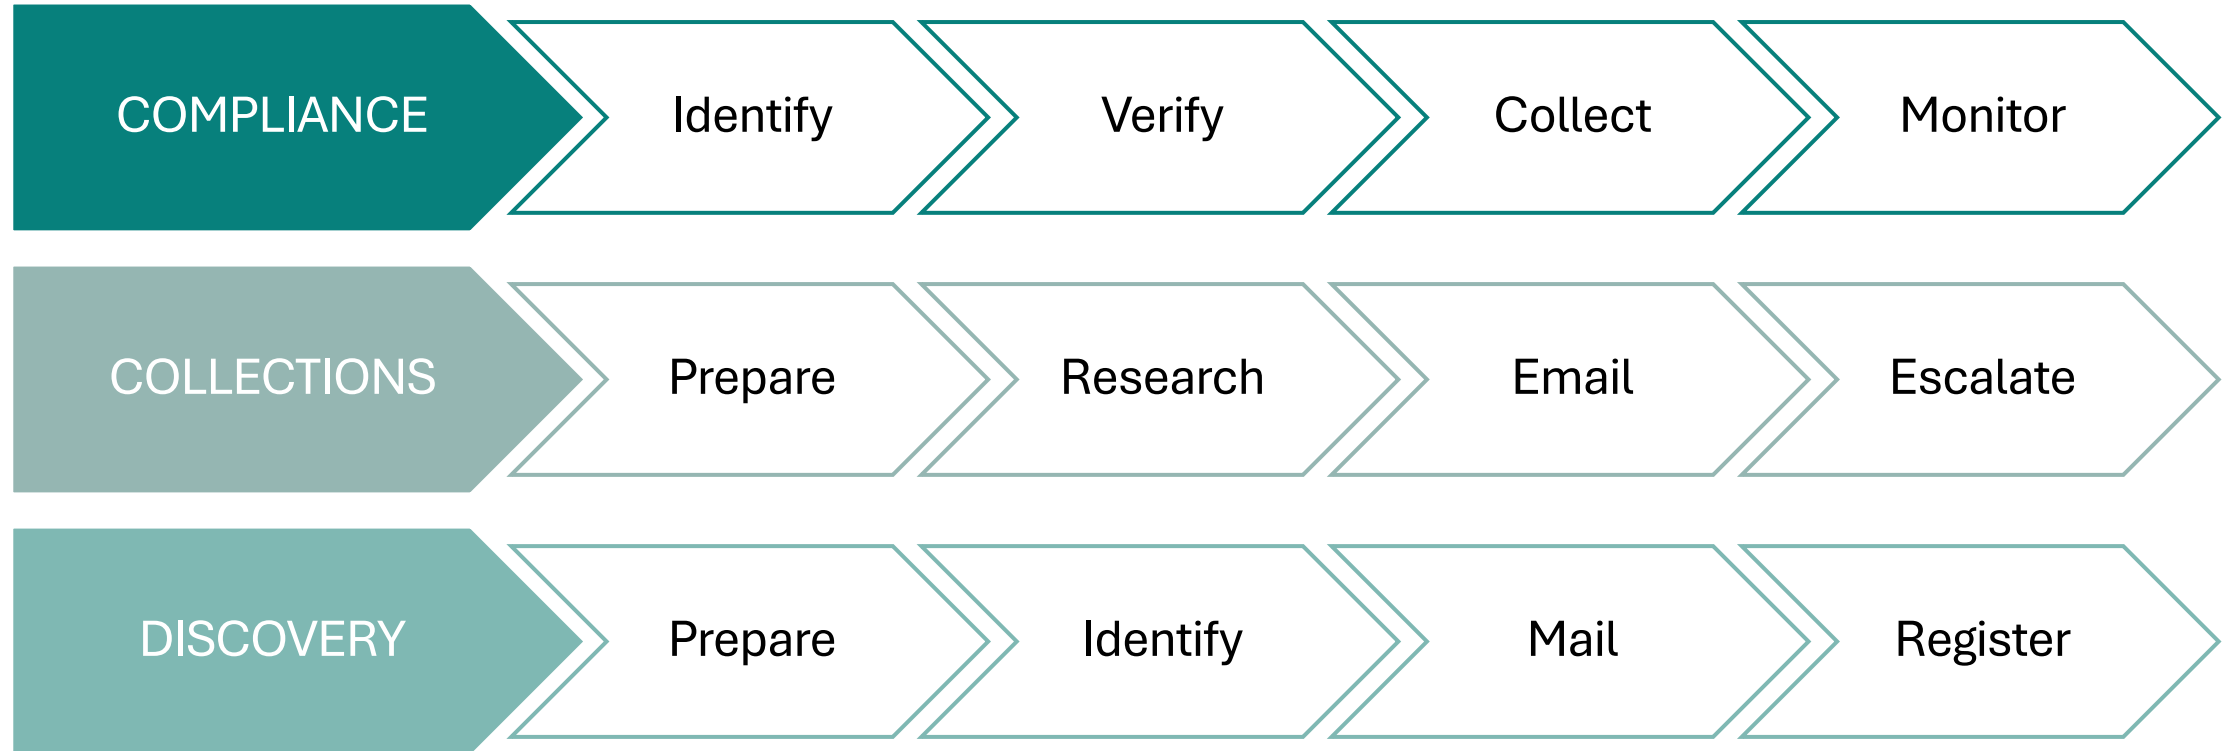 COMPLIANCE Identify Verify Collect Monitor
COLLECTIONS Prepare Research Email Escalate
DISCOVERY Prepare Identify Mail Register